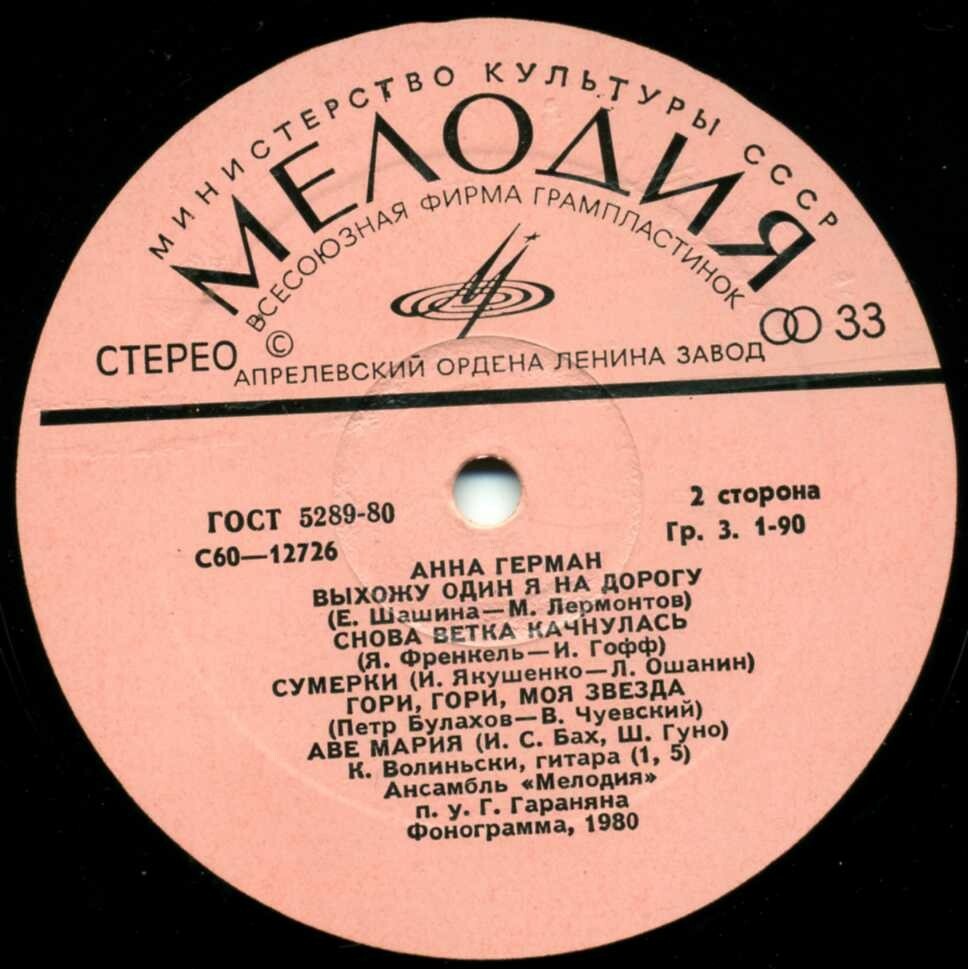 МИНИСТЕРСТВО КУЛЬТУРЫ СССР
МЕЛОДИЯ
ВСЕСОЮЗНАЯ ФИРМА ГРАМПЛАСТИНОК
СТЕРЕО © 33
АПРЕЛЕВСКИЙ ОРДЕНА ЛЕНИНА ЗАВОД
ГОСТ 5289-80 2 сторона
С60—12726 Гр. 3. 1-90
АННА ГЕРМАН
ВЫХОЖУ ОДИН Я НА ДОРОГУ
(Е. Шашина—М. Лермонтов)
СНОВА ВЕТКА КАЧНУЛАСЬ
(Я. Френкель—И. Гофф)
СУМЕРКИ (И. Якушенко—Л. Ошанин)
ГОРИ, ГОРИ, МОЯ ЗВЕЗДА
(Петр Булахов—В. Чуевский)
АВЕ МАРИЯ (И. С. Бах, Ш. Гуно)
К. Волиньски, гитара (1, 5)
Ансамбль «Мелодия»
п. у. Г. Гараняна
Фонограмма, 1980